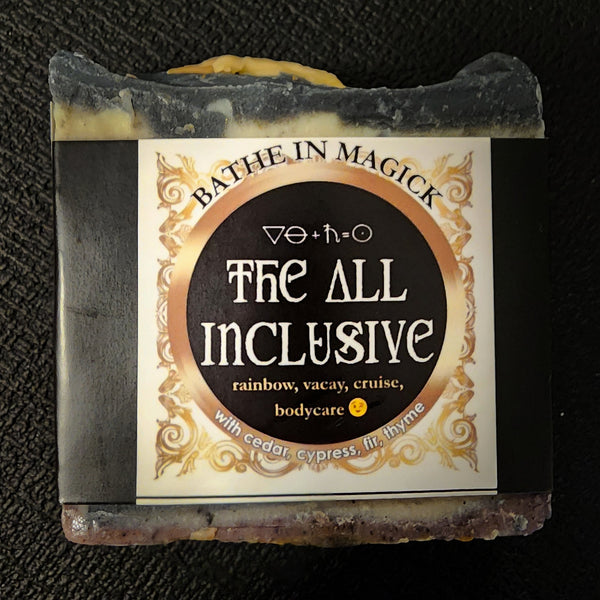 BATHE IN MAGICK
▽⊖+♄=☉
THE ALL
INCLUSIVE
rainbow, vacay, cruise,
bodycare 😉
with cedar, cypress, fir, thyme